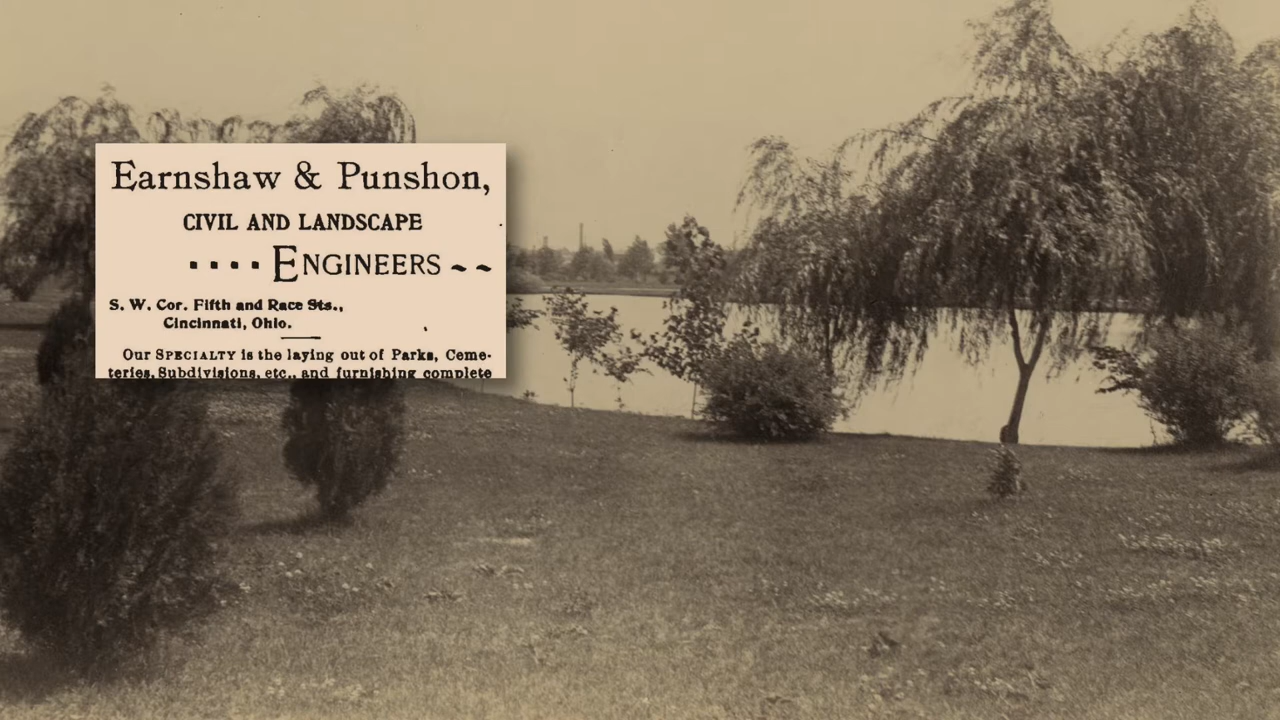 Earnshaw & Punshon,
CIVIL AND LANDSCAPE
.... ENGINEERS ~~
S. W. Cor. Fifth and Race Sts.,
Cincinnati, Ohio.
Our SPECIALTY is the laying out of Parks, Ceme-
teries, Subdivisions, etc., and furnishing complete